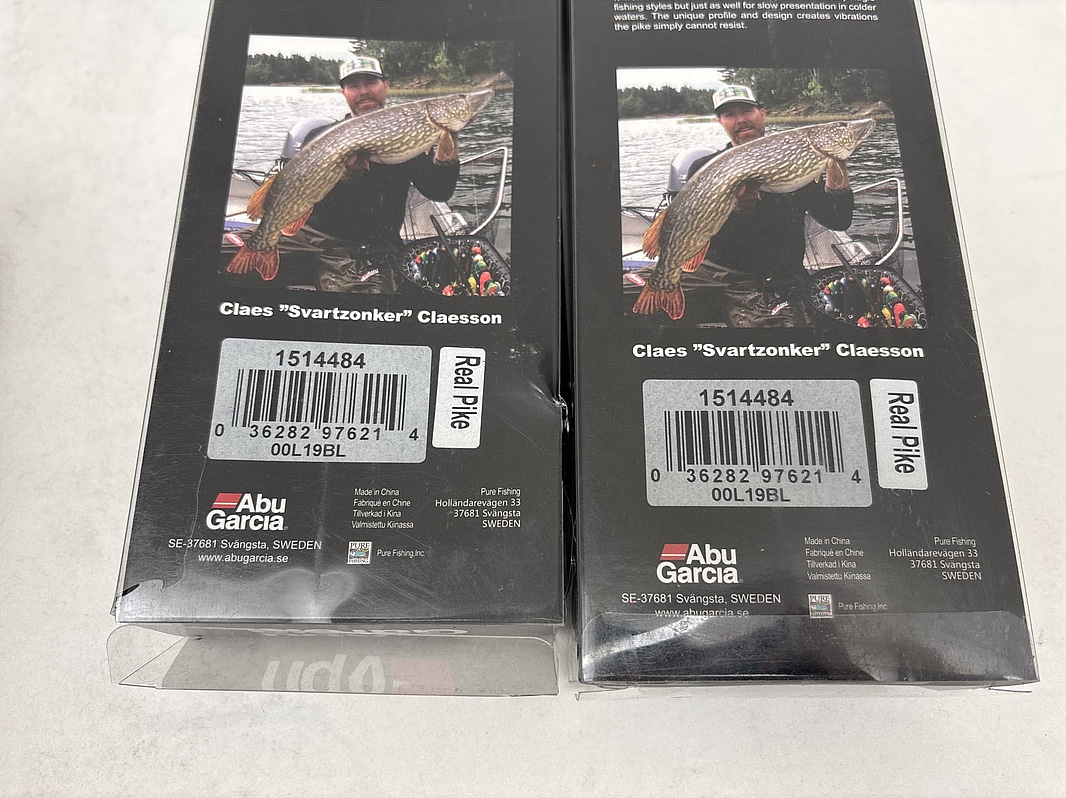 Claes ”Svartzonker” Claesson
1514484
0 36282 97621 4
00L19BL
Real Pike
Abu
Garcia
SE-37681 Svängsta, SWEDEN
www.abugarcia.se
Made in China
Fabriqué en Chine
Tillverkad i Kina
Valmistettu Kiinassa
PURE
FISHING
Pure Fishing,Inc.
Pure Fishing
Holländarevägen 33
37681 Svängsta
SWEDEN
fishing styles but just as well for slow presentation in colder
waters. The unique profile and design creates vibrations
the pike simply cannot resist.
Claes ”Svartzonker” Claesson
1514484
0 36282 97621 4
00L19BL
Real Pike
Abu
Garcia
SE-37681 Svängsta, SWEDEN
www.abugarcia.se
Made in China
Fabriqué en Chine
Tillverkad i Kina
Valmistettu Kiinassa
PURE
FISHING
Pure Fishing,Inc.
Pure Fishing
Holländarevägen 33
37681 Svängsta
SWEDEN